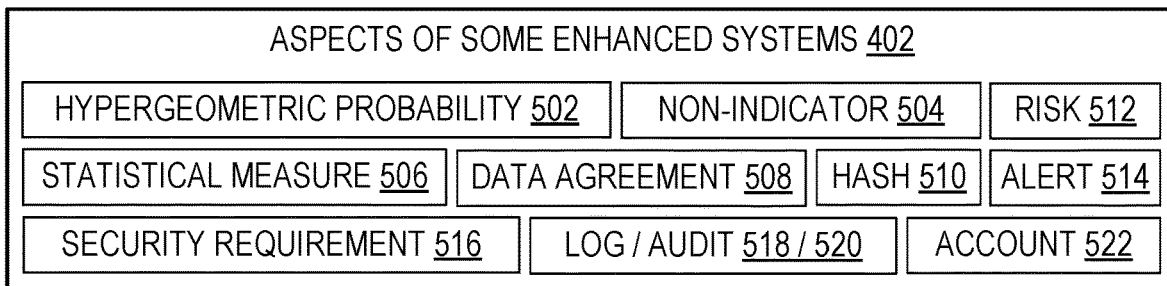 ASPECTS OF SOME ENHANCED SYSTEMS 402
HYPERGEOMETRIC PROBABILITY 502 NON-INDICATOR 504 RISK 512
STATISTICAL MEASURE 506 DATA AGREEMENT 508 HASH 510 ALERT 514
SECURITY REQUIREMENT 516 LOG / AUDIT 518 / 520 ACCOUNT 522